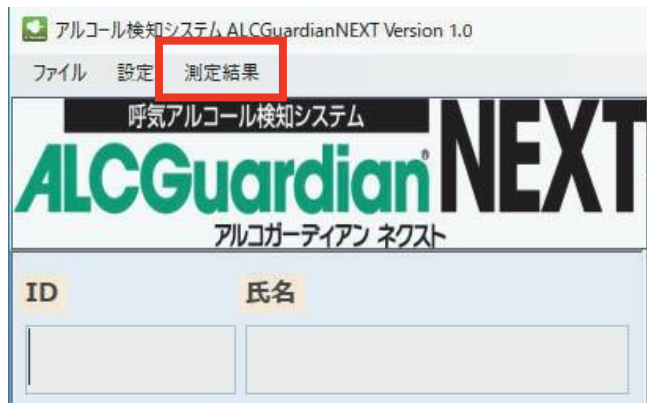 アルコール検知システム ALCGuardianNEXT Version 1.0
ファイル 設定 測定結果
呼気アルコール検知システム
ALCGuardian® NEXT
アルコガーディアン ネクスト
ID 氏名